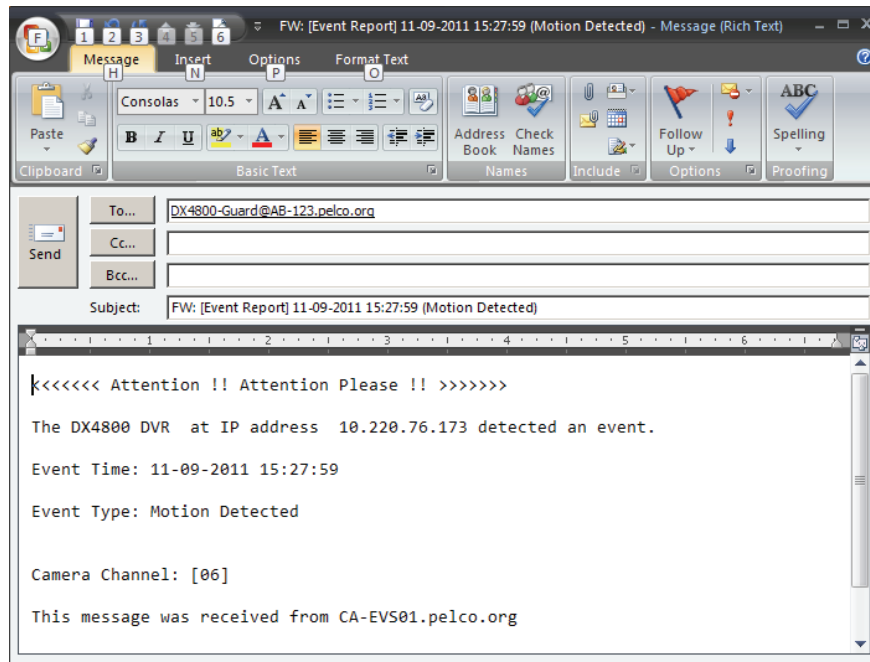 FW: [Event Report] 11-09-2011 15:27:59 (Motion Detected) - Message (Rich Text)
F 1 2 3 4 5 6
Message Insert Options Format Text
H N P O
Consolas 10.5 A A
Paste B I U ab A Address Book Check Names Follow Up ABC Spelling
Clipboard Basic Text Names Include Options Proofing
To... DX4800-Guard@AB-123.pelco.org
Send Cc...
Bcc...
Subject: FW: [Event Report] 11-09-2011 15:27:59 (Motion Detected)
1 2 3 4 5 6
<<<<<<< Attention !! Attention Please !! >>>>>>>
The DX4800 DVR  at IP address  10.220.76.173 detected an event.
Event Time: 11-09-2011 15:27:59
Event Type: Motion Detected
Camera Channel: [06]
This message was received from CA-EVS01.pelco.org